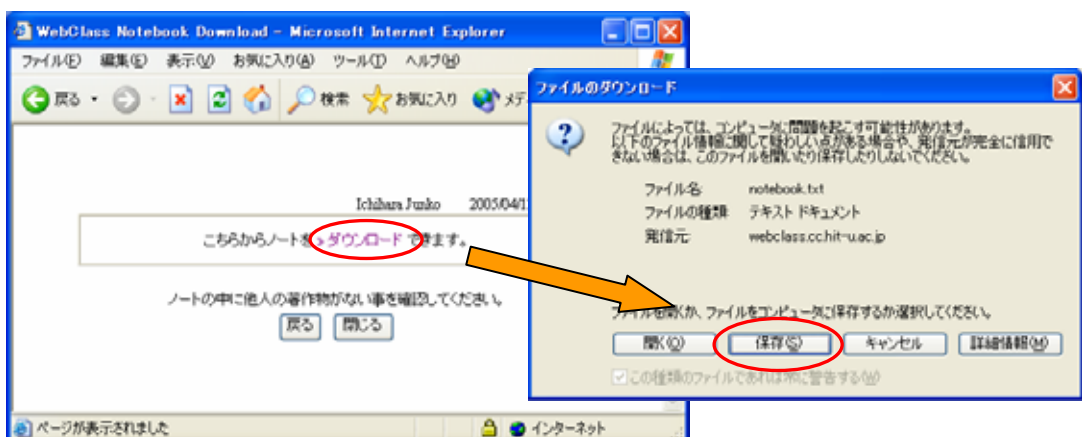 WebClass Notebook Download - Microsoft Internet Explorer
ファイル(F) 編集(E) 表示(V) お気に入り(A) ツール(T) ヘルプ(H)
戻る 検索 お気に入り メデ
Ichihara Junko 2005/04/1
こちらからノートを»ダウンロード できます。
ノートの中に他人の著作物がない事を確認してください。
戻る 閉じる
ページが表示されました インターネット
ファイルのダウンロード
ファイルによっては、コンピュータに問題を起こす可能性があります。
以下のファイル情報に関して疑わしい点がある場合や、発信元が完全に信用で
きない場合は、このファイルを開いたり保存したりしないでください。
ファイル名: notebook.txt
ファイルの種類: テキスト ドキュメント
発信元: webclass.cc.hit-u.ac.jp
ファイルを開くか、ファイルをコンピュータに保存するか選択してください。
開く(O) 保存(S) キャンセル 詳細情報(M)
この種類のファイルであれば常に警告する(W)